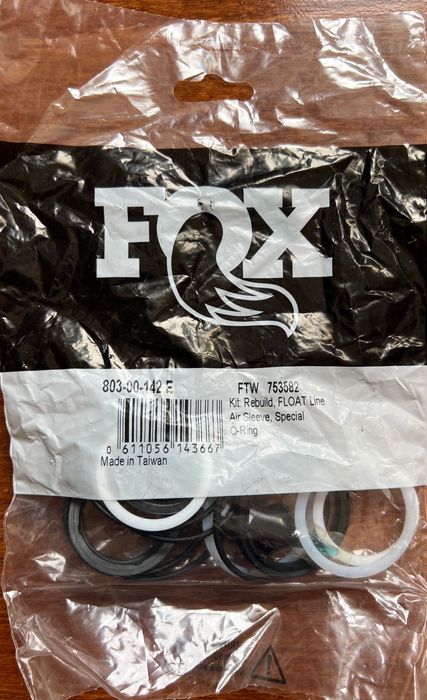 FOX
803-00-142 F
FTW 753582
Kit: Rebuild, FLOAT Line
Air Sleeve, Special
O-Ring
0 611056 143667
Made in Taiwan